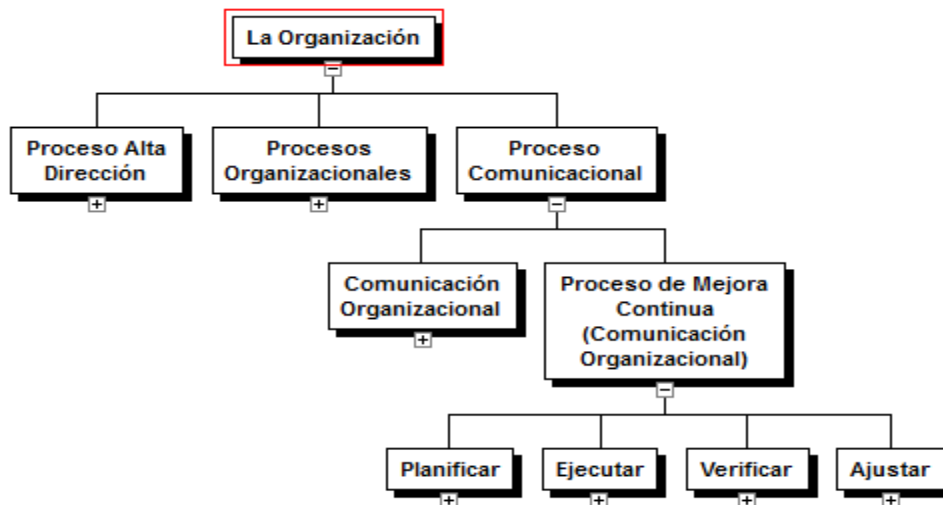 La Organización
Proceso Alta
Dirección
Procesos
Organizacionales
Proceso
Comunicacional
Comunicación
Organizacional
Proceso de Mejora
Continua
(Comunicación
Organizacional)
Planificar
Ejecutar
Verificar
Ajustar